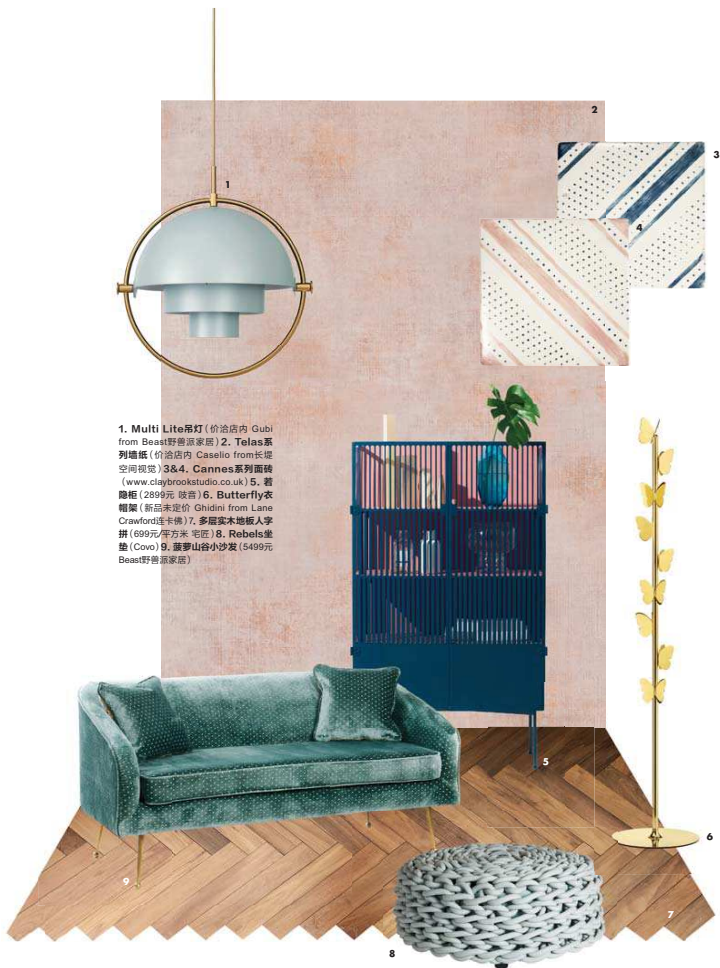 2
3
1
4
1. Multi Lite吊灯(价洽店内 Gubi
from Beast野兽派家居)2. Telas系
列墙纸(价洽店内 Caselio from长堤
空间视觉)3&4. Cannes系列面砖
(www.claybrookstudio.co.uk)5. 若
隐柜(2899元 吱音)6. Butterfly衣
帽架(新品未定价 Ghidini from Lane
Crawford连卡佛)7. 多层实木地板人字
拼(699元/平方米 宅匠)8. Rebels坐
垫(Covo)9. 菠萝山谷小沙发(5499元
Beast野兽派家居)
5
6
9
7
8